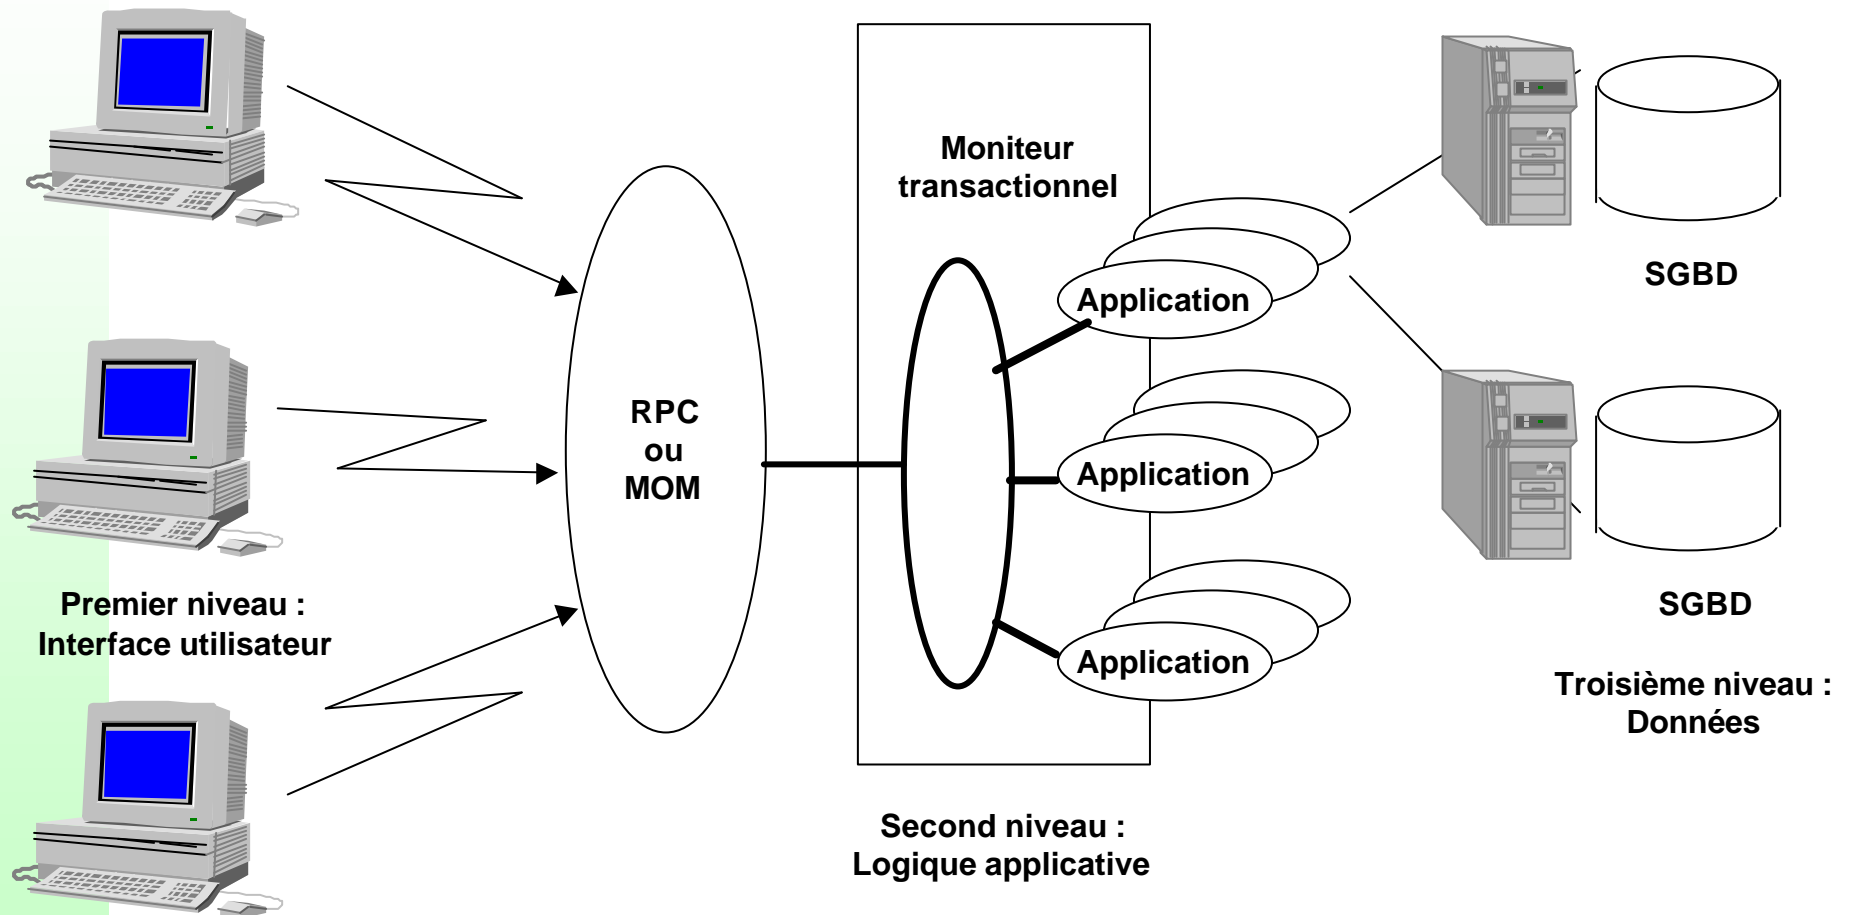 Moniteur
transactionnel
SGBD
Application
RPC
ou
MOM
Application
Premier niveau :
Interface utilisateur
SGBD
Application
Troisième niveau :
Données
Second niveau :
Logique applicative